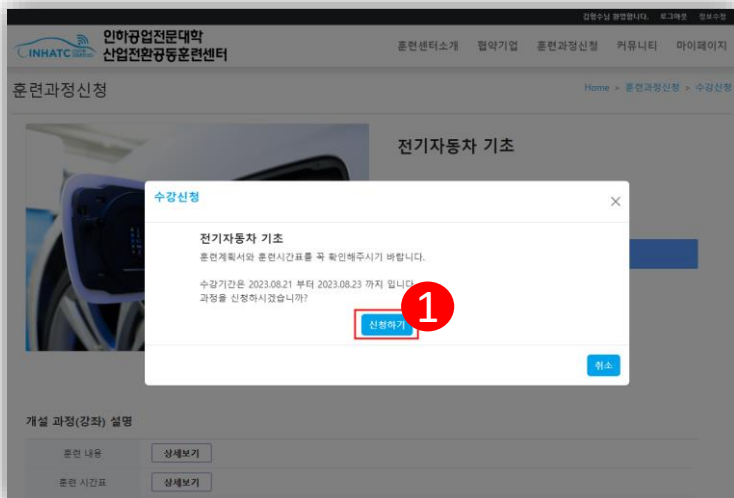 김형수님 환영합니다. 로그아웃 정보수정
INHATC
인하공업전문대학
산업전환공동훈련센터
훈련센터소개 협약기업 훈련과정신청 커뮤니티 마이페이지
훈련과정신청
Home > 훈련과정신청 > 수강신청
전기자동차 기초
수강신청
×
전기자동차 기초
훈련계획서와 훈련시간표를 꼭 확인해주시기 바랍니다.
수강기간은 2023.08.21 부터 2023.08.23 까지 입니다.
과정을 신청하시겠습니까?
1
신청하기
취소
개설 과정(강좌) 설명
훈련 내용 상세보기
훈련 시간표 상세보기